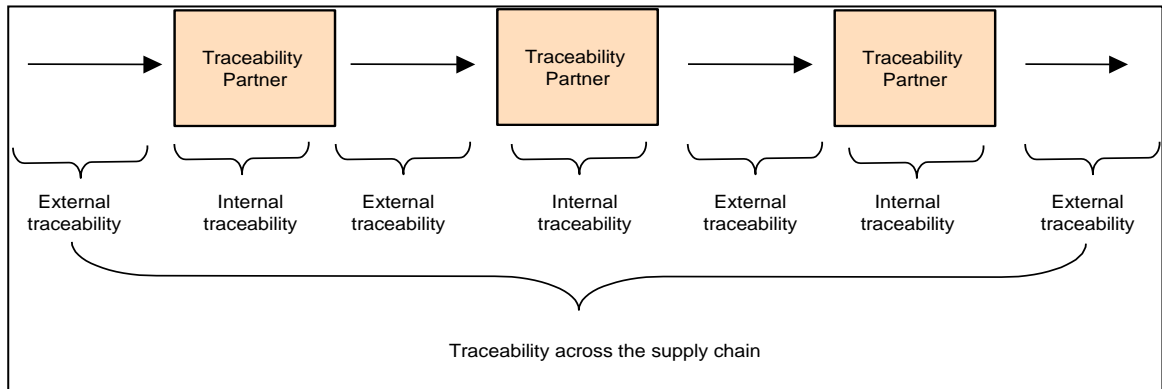 Traceability
Partner
Traceability
Partner
Traceability
Partner
External
traceability
Internal
traceability
External
traceability
Internal
traceability
External
traceability
Internal
traceability
External
traceability
Traceability across the supply chain